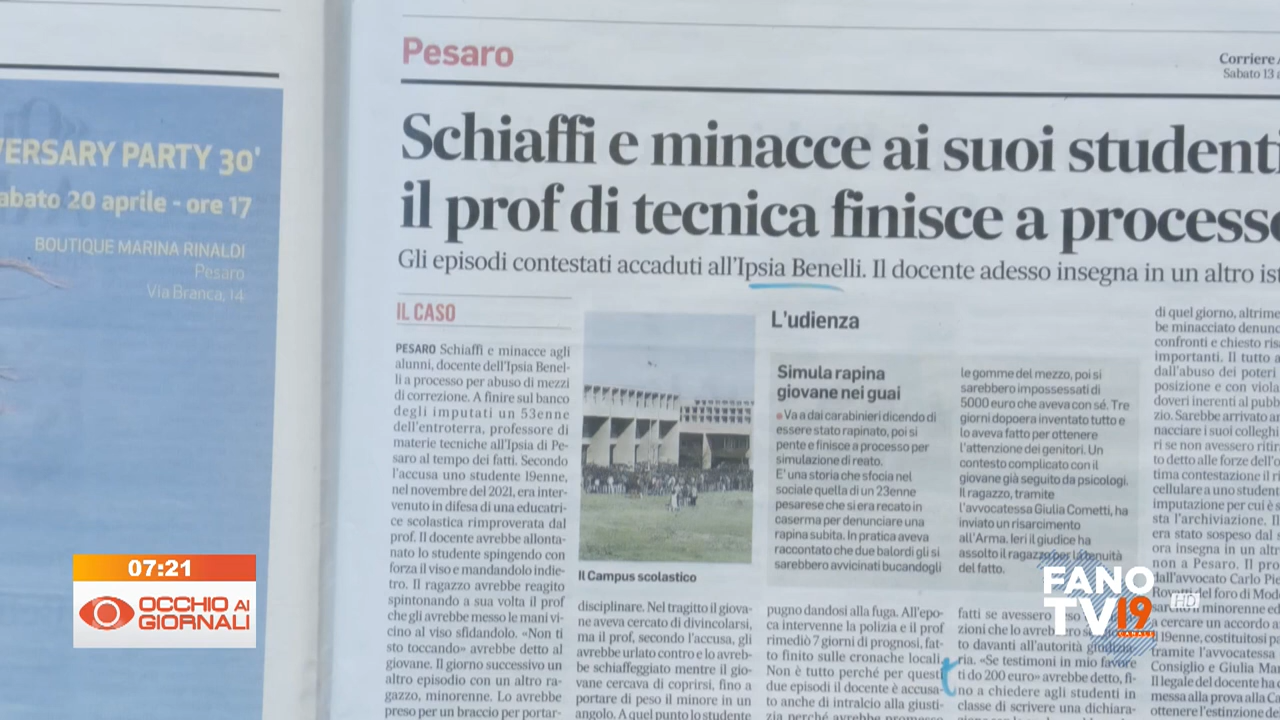 VERSARY PARTY 30'
abato 20 aprile - ore 17
BOUTIQUE MARINA RINALDI
Pesaro
Via Branca, 14
Pesaro
Corriere
Sabato 13
Schiaffi e minacce ai suoi studenti
il prof di tecnica finisce a processo
Gli episodi contestati accaduti all'Ipsia Benelli. Il docente adesso insegna in un altro ist
IL CASO
PESARO Schiaffi e minacce agli
alunni, docente dell'Ipsia Benel-
li a processo per abuso di mezzi
di correzione. A finire sul banco
degli imputati un 53enne
dell'entroterra, professore di
materie tecniche all'Ipsia di Pe-
saro al tempo dei fatti. Secondo
l'accusa uno studente 19enne,
nel novembre del 2021, era inter-
venuto in difesa di una educatri-
ce scolastica rimproverata dal
prof. Il docente avrebbe allonta-
nato lo studente spingendo con
forza il viso e mandandolo indie-
tro. Il ragazzo avrebbe reagito
spintonando a sua volta il prof
che gli avrebbe messo le mani vi-
cino al viso sfidandolo. «Non ti
sto toccando» avrebbe detto al
giovane. Il giorno successivo un
altro episodio con un altro ra-
gazzo, minorenne. Lo avrebbe
preso per un braccio per portar-
Il Campus scolastico
disciplinare. Nel tragitto il giova-
ne aveva cercato di divincolarsi,
ma il prof, secondo l'accusa, gli
avrebbe urlato contro e lo avreb-
be schiaffeggiato mentre il gio-
vane cercava di coprirsi, fino a
portare di peso il minore in un
angolo. A quel punto lo studente
L'udienza
Simula rapina
giovane nei guai
Va a dai carabinieri dicendo di
essere stato rapinato, poi si
pente e finisce a processo per
simulazione di reato.
E' una storia che sfocia nel
sociale quella di un 23enne
pesarese che si era recato in
caserma per denunciare una
rapina subita. In pratica aveva
raccontato che due balordi gli si
sarebbero avvicinati bucandogli
le gomme del mezzo, poi si
sarebbero impossessati di
5000 euro che aveva con sé. Tre
giorni dopoera inventato tutto e
lo aveva fatto per ottenere
l'attenzione dei genitori. Un
contesto complicato con il
giovane già seguito da psicologi.
Il ragazzo, tramite
l'avvocatessa Giulia Cometti, ha
inviato un risarcimento
all'Arma. Ieri il giudice ha
assolto il ragazzo per la tenuità
del fatto.
pugno dandosi alla fuga. All'epo-
ca intervenne la polizia e il prof
rimediò 7 giorni di prognosi, fat-
to finito sulle cronache locali.
Non è tutto perché per questi
due episodi il docente è accusa-
to anche di intralcio alla giusti-
zia perché avrebbe promesso
fatti se avessero reso
zioni che lo avrebbero
to davanti all'autorità
ria. «Se testimoni in mio favore
ti do 200 euro» avrebbe detto, fi-
no a chiedere agli studenti in
classe di scrivere una dichiara-
di quel giorno, altrime
be minacciato denunc
confronti e chiesto risa
importanti. Il tutto a
dall'abuso dei poteri
posizione e con viola
doveri inerenti al pubb
zio. Sarebbe arrivato a
nacciare i suoi colleghi
ri se non avessero ritir
to detto alle forze dell'o
tima contestazione il r
cellulare a uno student
imputazione per cui è s
sta l'archiviazione. Il
era stato sospeso dal s
ora insegna in un altr
non a Pesaro. Il pro
dall'avvocato Carlo Pi
del foro di Mod
minorenne ed
a cercare un accordo a
19enne, costituitosi p
tramite l'avvocatessa
Consiglio e Giulia Mar
Il legale del docente ha
messa alla prova alla C
ottenere l'estinzione d
07:21
OCCHIO AI
GIORNALI
FANO
TV 19 HD
CANALE